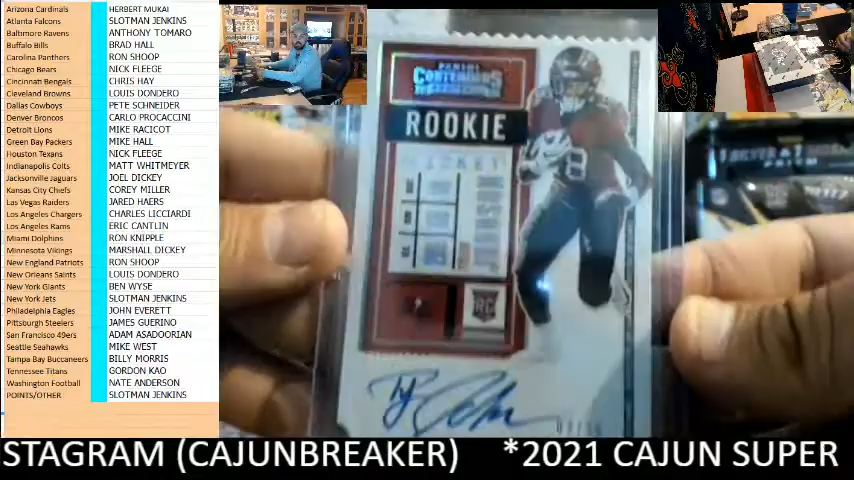 Arizona Cardinals HERBERT MUKAI
Atlanta Falcons SLOTMAN JENKINS
Baltimore Ravens ANTHONY TOMARO
Buffalo Bills BRAD HALL
Carolina Panthers RON SHOOP
Chicago Bears NICK FLEEGE
Cincinnati Bengals CHRIS HAY
Cleveland Browns LOUIS DONDERO
Dallas Cowboys PETE SCHNEIDER
Denver Broncos CARLO PROCACCINI
Detroit Lions MIKE RACICOT
Green Bay Packers MIKE HALL
Houston Texans NICK FLEEGE
Indianapolis Colts MATT WHITMEYER
Jacksonville Jaguars JOEL DICKEY
Kansas City Chiefs COREY MILLER
Las Vegas Raiders JARED HAERS
Los Angeles Chargers CHARLES LICCIARDI
Los Angeles Rams ERIC CANTLIN
Miami Dolphins RON KNIPPLE
Minnesota Vikings MARSHALL DICKEY
New England Patriots RON SHOOP
New Orleans Saints LOUIS DONDERO
New York Giants BEN WYSE
New York Jets SLOTMAN JENKINS
Philadelphia Eagles JOHN EVERETT
Pittsburgh Steelers JAMES GUERINO
San Francisco 49ers ADAM ASADOORIAN
Seattle Seahawks MIKE WEST
Tampa Bay Buccaneers BILLY MORRIS
Tennessee Titans GORDON KAO
Washington Football NATE ANDERSON
POINTS/OTHER SLOTMAN JENKINS
PANINI
CONTENDERS
ROOKIE
TICKET
RC
STAGRAM (CAJUNBREAKER) *2021 CAJUN SUPER